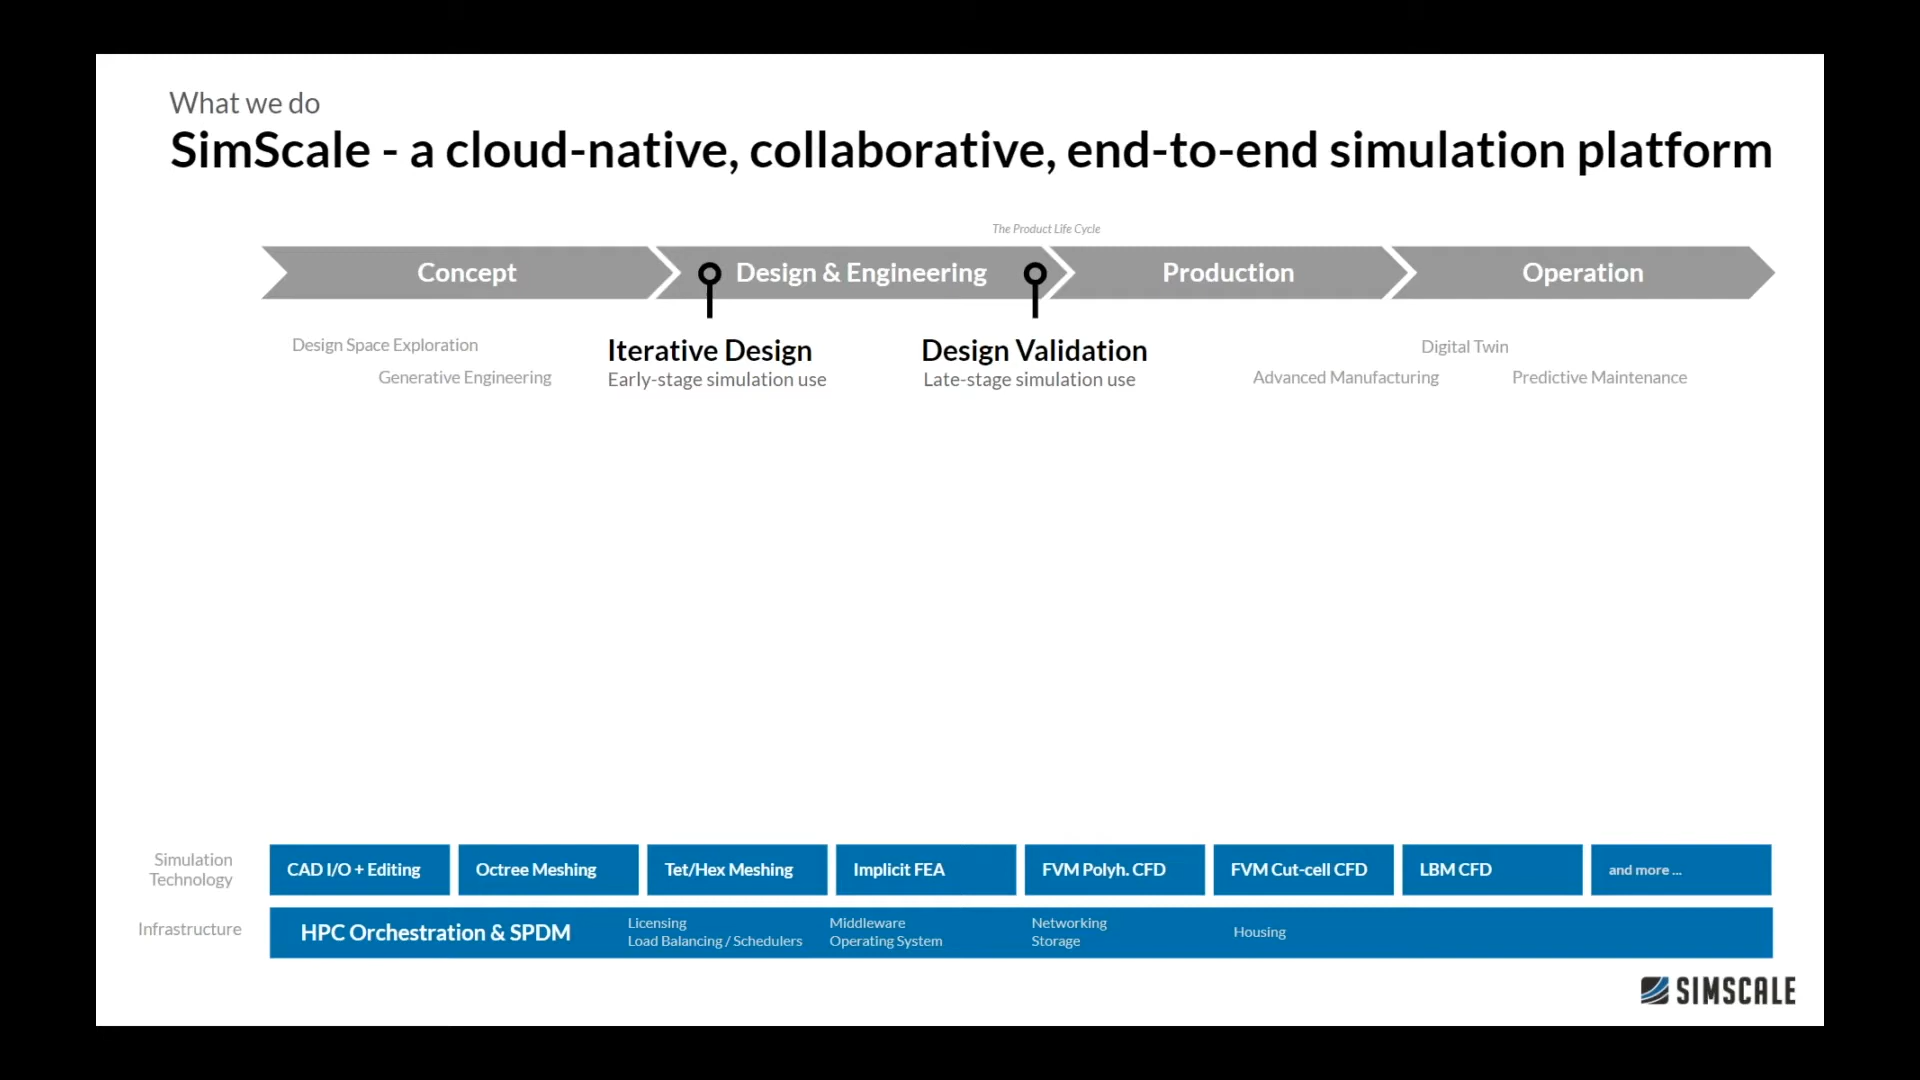 What we do
SimScale - a cloud-native, collaborative, end-to-end simulation platform
The Product Life Cycle
Concept
Design & Engineering
Production
Operation
Design Space Exploration
Generative Engineering
Iterative Design
Early-stage simulation use
Design Validation
Late-stage simulation use
Digital Twin
Advanced Manufacturing
Predictive Maintenance
Simulation
Technology
CAD I/O + Editing
Octree Meshing
Tet/Hex Meshing
Implicit FEA
FVM Polyh. CFD
FVM Cut-cell CFD
LBM CFD
and more ...
Infrastructure
HPC Orchestration & SPDM
Licensing
Load Balancing / Schedulers
Middleware
Operating System
Networking
Storage
Housing
SIMSCALE